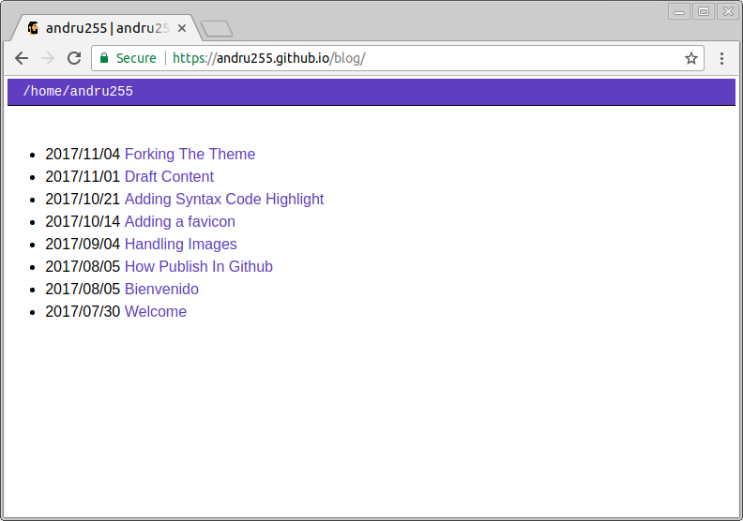 andru255 | andru25
Secure https://andru255.github.io/blog/
/home/andru255
2017/11/04 Forking The Theme
2017/11/01 Draft Content
2017/10/21 Adding Syntax Code Highlight
2017/10/14 Adding a favicon
2017/09/04 Handling Images
2017/08/05 How Publish In Github
2017/08/05 Bienvenido
2017/07/30 Welcome